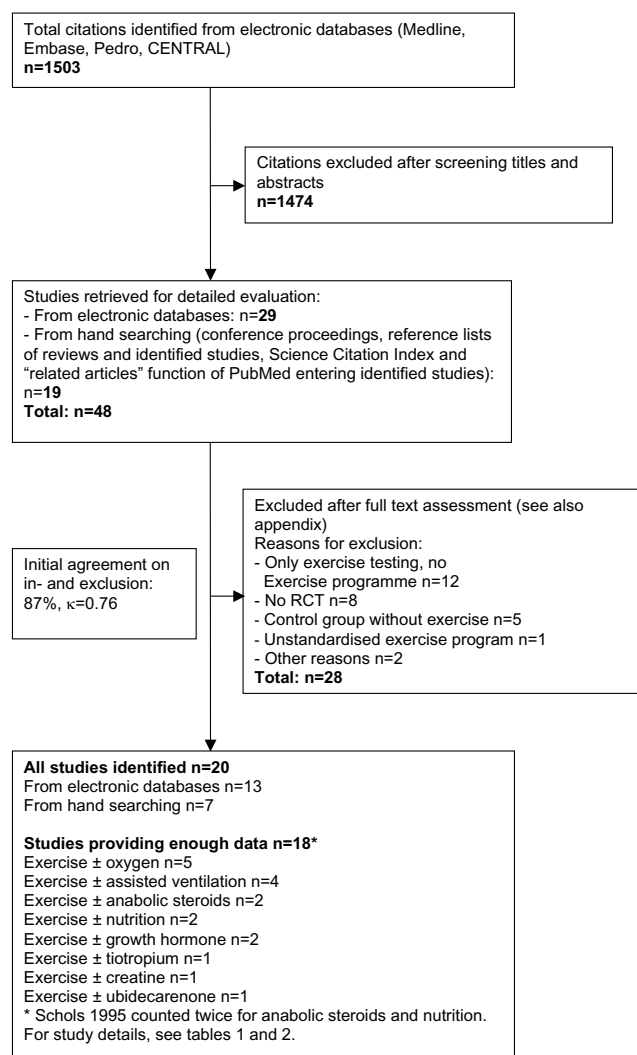 Total citations identified from electronic databases (Medline,
Embase, Pedro, CENTRAL)
n=1503
Citations excluded after screening titles and
abstracts
n=1474
Studies retrieved for detailed evaluation:
- From electronic databases: n=29
- From hand searching (conference proceedings, reference lists
of reviews and identified studies, Science Citation Index and
“related articles” function of PubMed entering identified studies):
n=19
Total: n=48
Initial agreement on
in- and exclusion:
87%, κ=0.76
Excluded after full text assessment (see also
appendix)
Reasons for exclusion:
- Only exercise testing, no
Exercise programme n=12
- No RCT n=8
- Control group without exercise n=5
- Unstandardised exercise program n=1
- Other reasons n=2
Total: n=28
All studies identified n=20
From electronic databases n=13
From hand searching n=7
Studies providing enough data n=18*
Exercise ± oxygen n=5
Exercise ± assisted ventilation n=4
Exercise ± anabolic steroids n=2
Exercise ± nutrition n=2
Exercise ± growth hormone n=2
Exercise ± tiotropium n=1
Exercise ± creatine n=1
Exercise ± ubidecarenone n=1
* Schols 1995 counted twice for anabolic steroids and nutrition.
For study details, see tables 1 and 2.